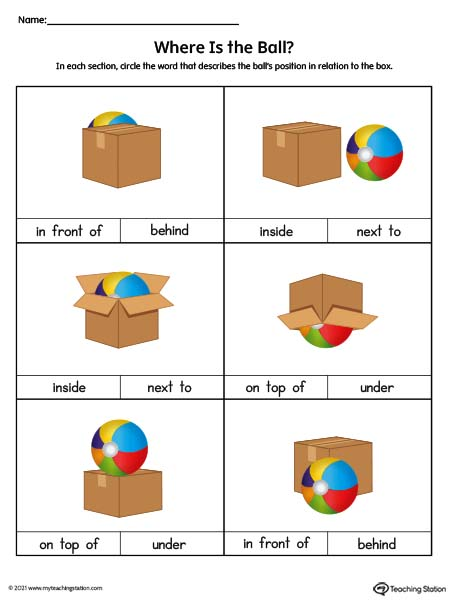 Name:
Where Is the Ball?
In each section, circle the word that describes the ball's position in relation to the box.
in front of behind
inside next to
inside next to
on top of under
on top of under
in front of behind
© 2021 www.myteachingstation.com
Teaching Station